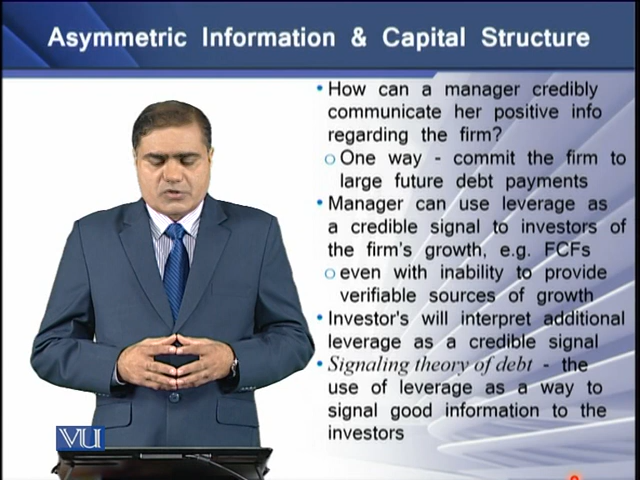 Asymmetric Information & Capital Structure
• How can a manager credibly
communicate her positive info
regarding the firm?
o One way - commit the firm to
large future debt payments
• Manager can use leverage as
a credible signal to investors of
the firm's growth, e.g. FCFs
o even with inability to provide
verifiable sources of growth
• Investor's will interpret additional
leverage as a credible signal
• Signaling theory of debt - the
use of leverage as a way to
signal good information to the
investors
VU